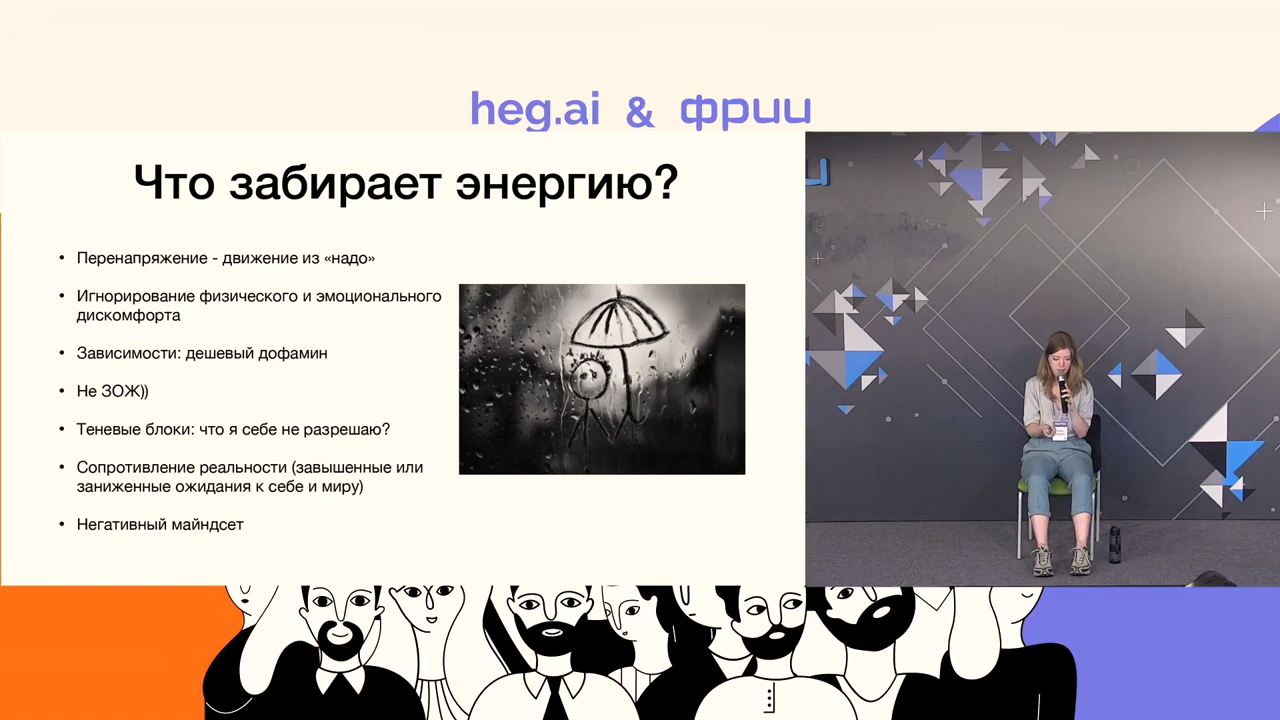 heg.ai & фрии
Что забирает энергию?
• Перенапряжение - движение из «надо»
• Игнорирование физического и эмоционального
дискомфорта
• Зависимости: дешевый дофамин
• Не ЗОЖ))
• Теневые блоки: что я себе не разрешаю?
• Сопротивление реальности (завышенные или
заниженные ожидания к себе и миру)
• Негативный майндсет